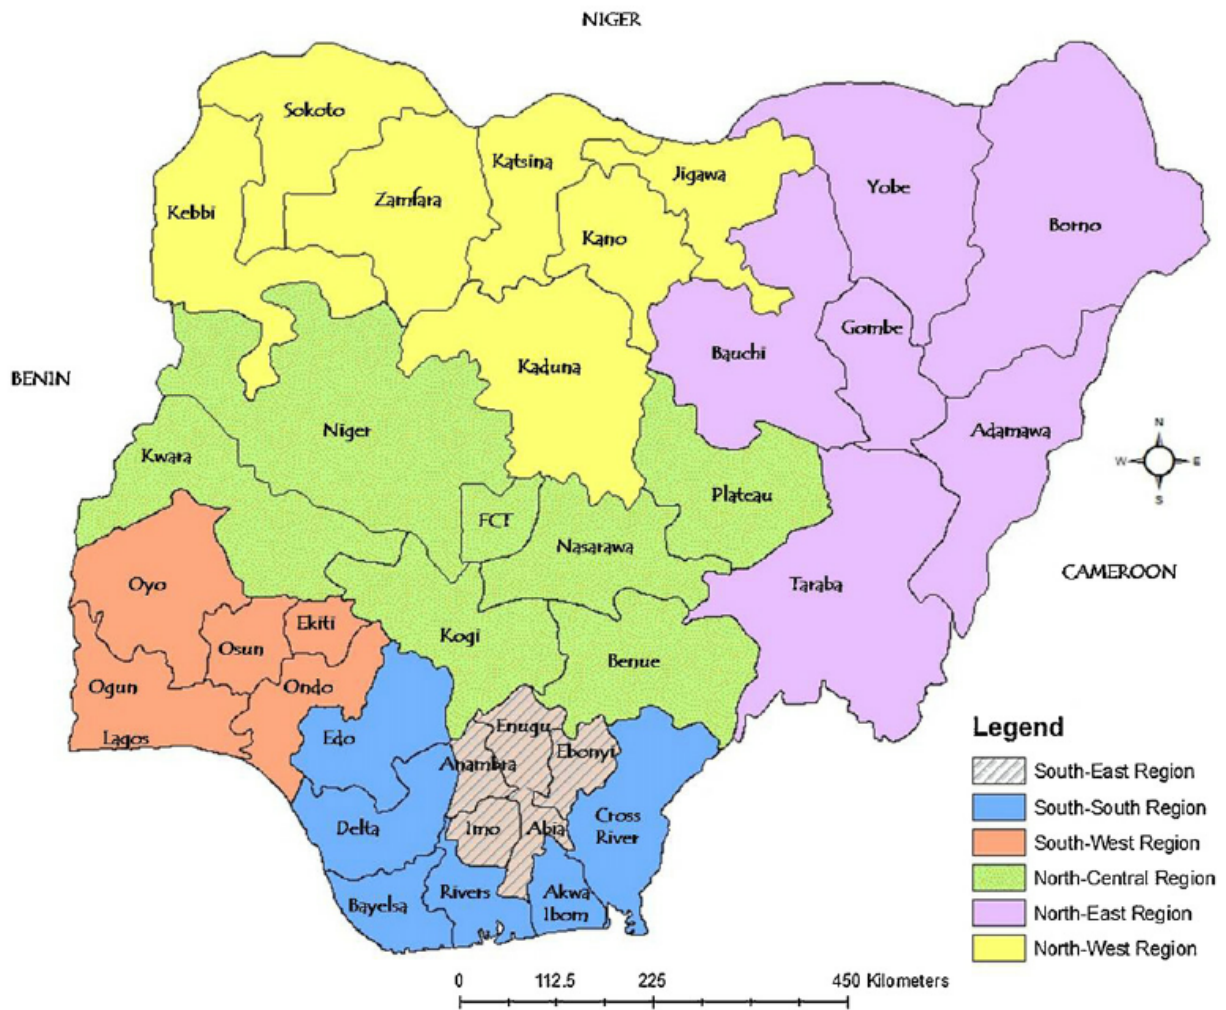 NIGER
Sokoto
Katsina
Jigawa
Yobe
Zamfara
Kebbi
Borno
Kano
Gombe
Bauchi
Kaduna
BENIN
Niger
Adamawa
Kwara
N
W
E
S
Plateau
FCT
Nasarawa
CAMEROON
Oyo
Taraba
Ekiti
Kogi
Osun
Benue
Ogun
Ondo
Enugu
Lagos
Edo
Ebonyi
Anambra
Delta
Imo
Abia
Cross
River
Bayelsa
Rivers
Akwa
Ibom
Legend
South-East Region
South-South Region
South-West Region
North-Central Region
North-East Region
North-West Region
0 112.5 225 450 Kilometers